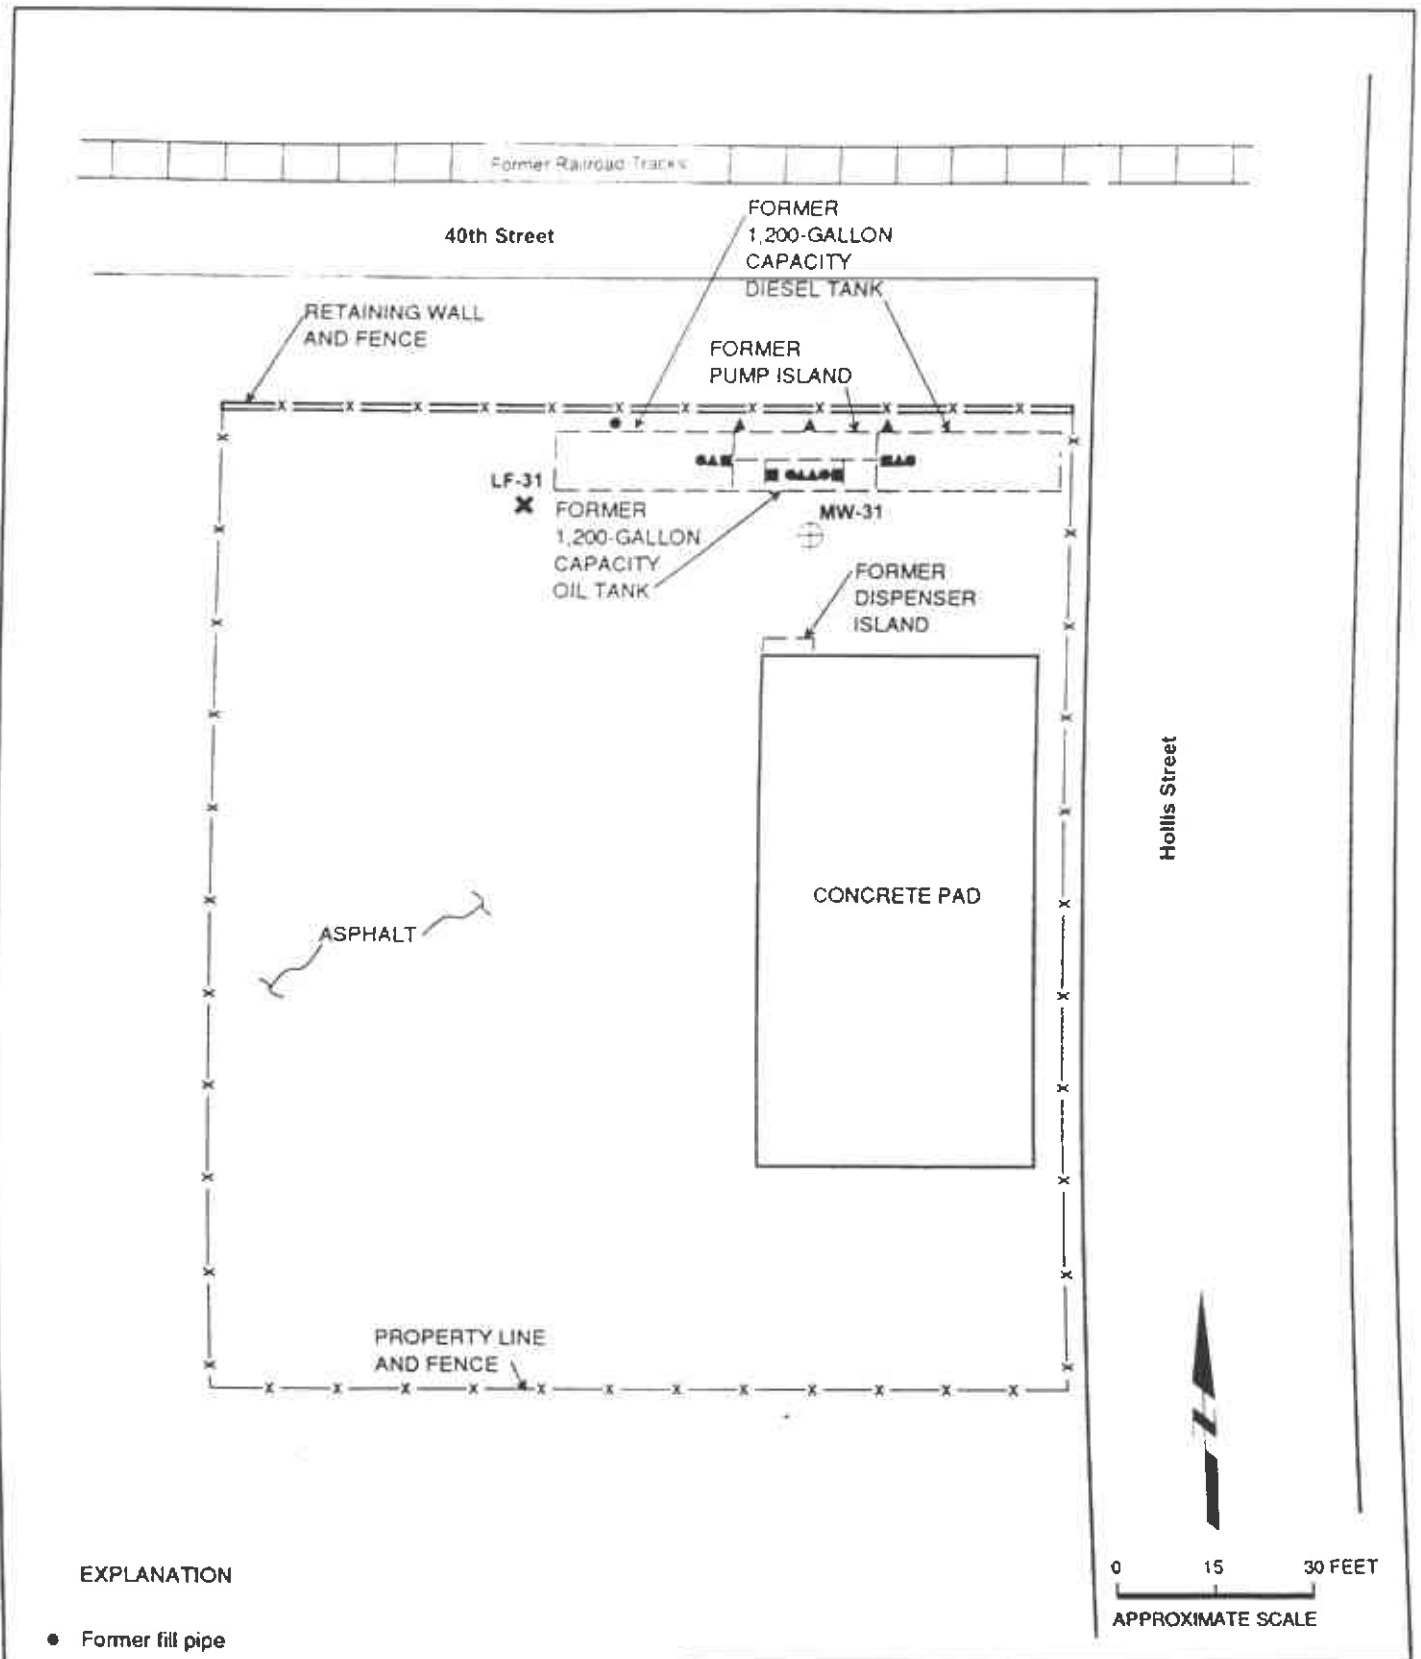 Former Railroad Tracks
40th Street
FORMER
1,200-GALLON
CAPACITY
DIESEL TANK
RETAINING WALL
AND FENCE
FORMER
PUMP ISLAND
LF-31
FORMER
1,200-GALLON
CAPACITY
OIL TANK
MW-31
FORMER
DISPENSER
ISLAND
Hollis Street
CONCRETE PAD
ASPHALT
PROPERTY LINE
AND FENCE
N
EXPLANATION
0 15 30 FEET
APPROXIMATE SCALE
Former fill pipe